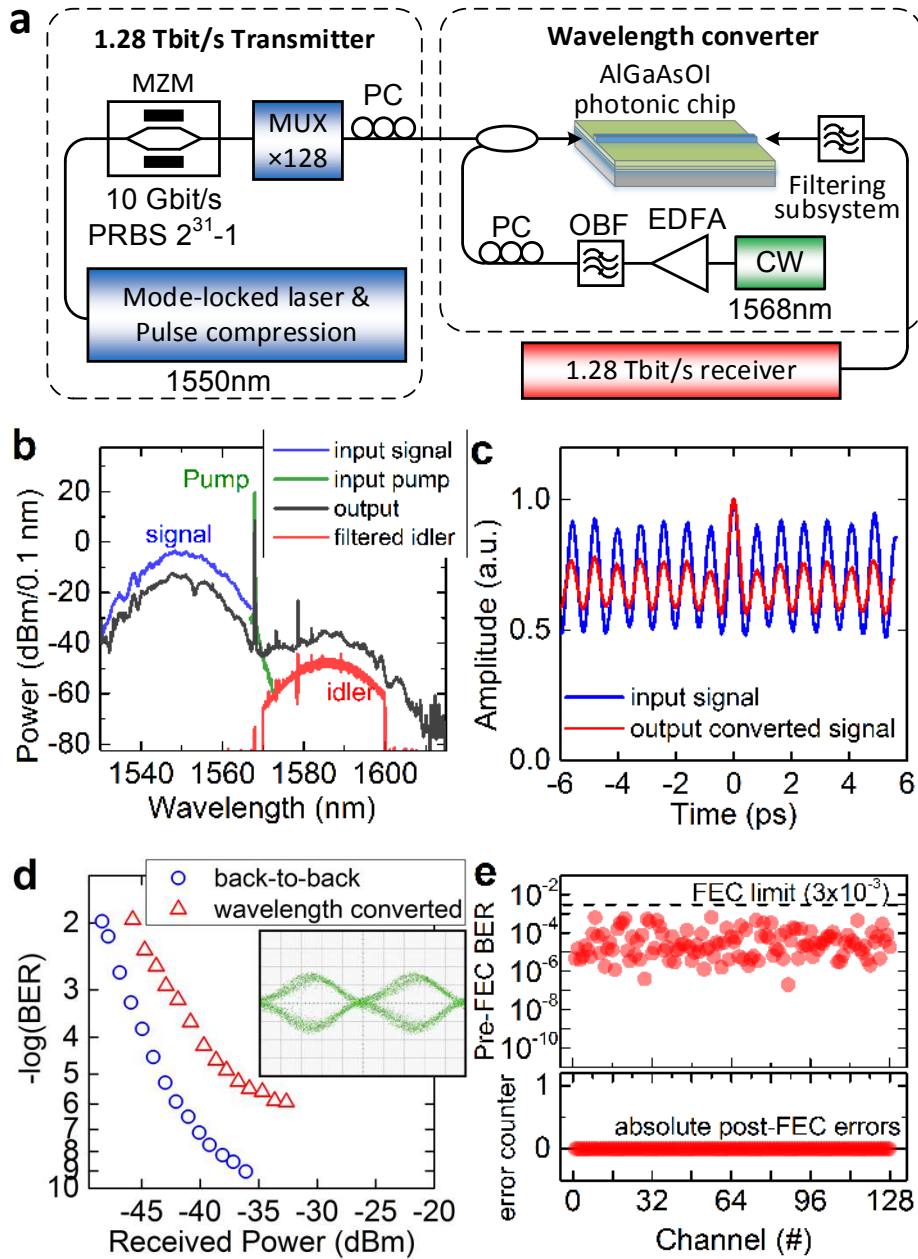 a
1.28 Tbit/s Transmitter
MZM
10 Gbit/s
PRBS 2³¹-1
MUX
×128
PC
Mode-locked laser &
Pulse compression
1550nm
Wavelength converter
AlGaAsOI
photonic chip
Filtering
subsystem
PC
OBF
EDFA
CW
1568nm
1.28 Tbit/s receiver
b
input signal
input pump
output
filtered idler
Pump
signal
idler
Power (dBm/0.1 nm)
20
0
-20
-40
-60
-80
1540 1560 1580 1600
Wavelength (nm)
c
Amplitude (a.u.)
1.0
0.5
0.0
input signal
output converted signal
-6 -4 -2 0 2 4 6
Time (ps)
d
back-to-back
wavelength converted
-log(BER)
2
3
4
5
6
7
8
9
10
-45 -40 -35 -30 -25 -20
Received Power (dBm)
e
Pre-FEC BER
10⁻²
10⁻⁴
10⁻⁶
10⁻⁸
10⁻¹⁰
FEC limit (3x10⁻³)
error counter
1
0
absolute post-FEC errors
0 32 64 96 128
Channel (#)